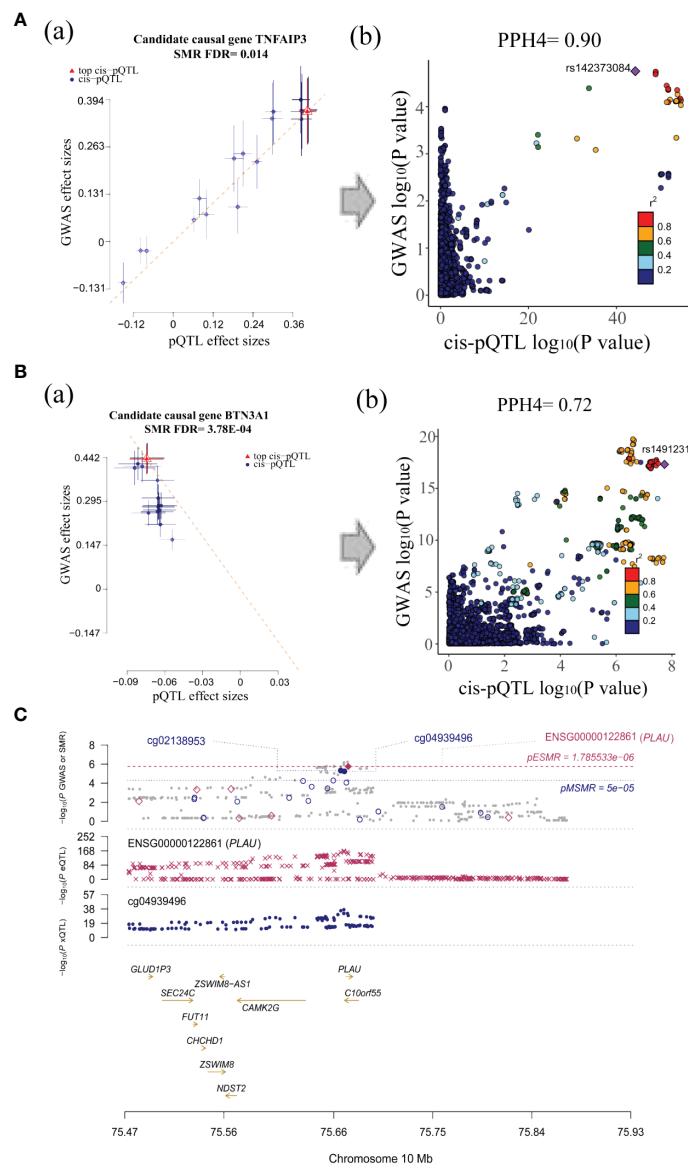 A
(a)
Candidate causal gene TNFAIP3
SMR FDR= 0.014
top cis−pQTL
cis−pQTL
GWAS effect sizes
0.394
0.263
0.131
0
−0.131
−0.12
0
0.12
0.24
0.36
pQTL effect sizes
(b)
PPH4= 0.90
rs142373084
GWAS log10(P value)
4
3
2
1
0
r2
0.8
0.6
0.4
0.2
0
20
40
cis-pQTL log10(P value)
B
(a)
Candidate causal gene BTN3A1
SMR FDR= 3.78E-04
top cis−pQTL
cis−pQTL
GWAS effect sizes
0.442
0.295
0.147
0
−0.147
−0.09
−0.03
0.03
pQTL effect sizes
(b)
PPH4= 0.72
rs1491231
GWAS log10(P value)
20
15
10
5
0
r2
0.8
0.6
0.4
0.2
0
2
4
6
8
cis-pQTL log10(P value)
C
cg02138953
cg04939496
ENSG00000122861 (PLAU)
pESMR = 1.785533e−06
pMSMR = 5e−05
−log10(P GWAS or SMR)
8
6
4
2
0
ENSG00000122861 (PLAU)
−log10(P eQTL)
252
168
84
0
cg04939496
−log10(P xQTL)
57
38
19
0
GLUD1P3
ZSWIM8−AS1
PLAU
SEC24C
CAMK2G
C10orf55
FUT11
CHCHD1
ZSWIM8
NDST2
75.47
75.56
75.66
75.75
75.84
75.93
Chromosome 10 Mb